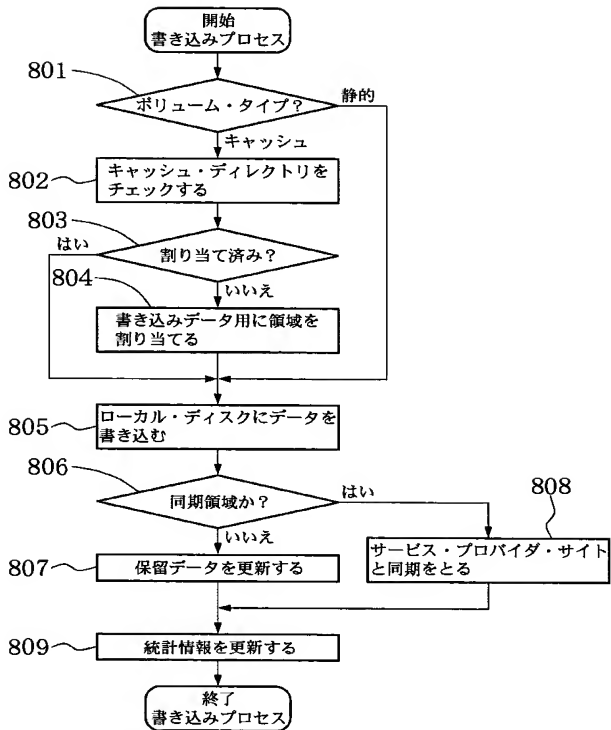 開始
書き込みプロセス
801
ボリューム・タイプ?
静的
キャッシュ
802
キャッシュ・ディレクトリを
チェックする
803
はい
割り当て済み?
804
いいえ
書き込みデータ用に領域を
割り当てる
805
ローカル・ディスクにデータを
書き込む
806
同期領域か?
はい
808
いいえ
807
保留データを更新する
サービス・プロバイダ・サイト
と同期をとる
809
統計情報を更新する
終了
書き込みプロセス